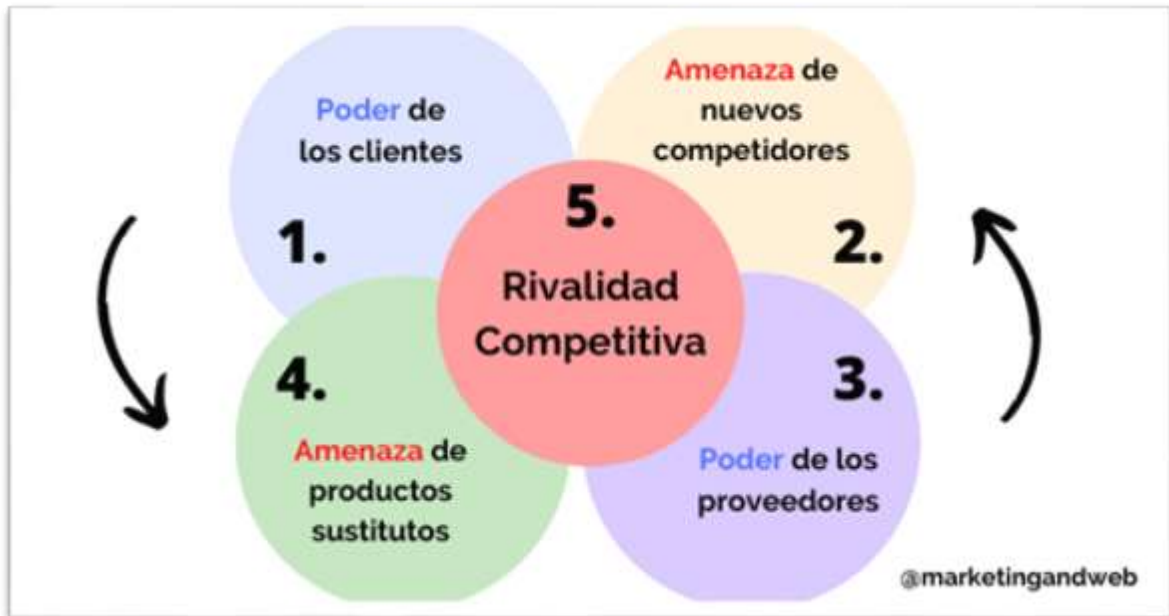 Poder de
los clientes
1.
Amenaza de
nuevos
competidores
2.
5.
Rivalidad
Competitiva
4.
Amenaza de
productos
sustitutos
3.
Poder de los
proveedores
@marketingandweb